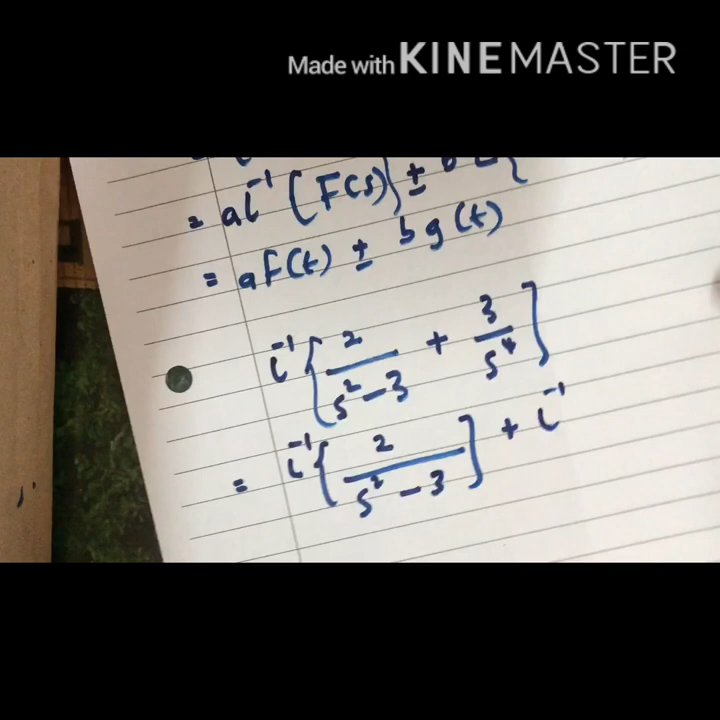 Made with KINEMASTER
= aL⁻¹(F(s)) ±
= aF(t) ± bg(t)
L⁻¹{2/(s²-3) + 3/s⁴}
= L⁻¹{2/(s²-3)} + L⁻¹